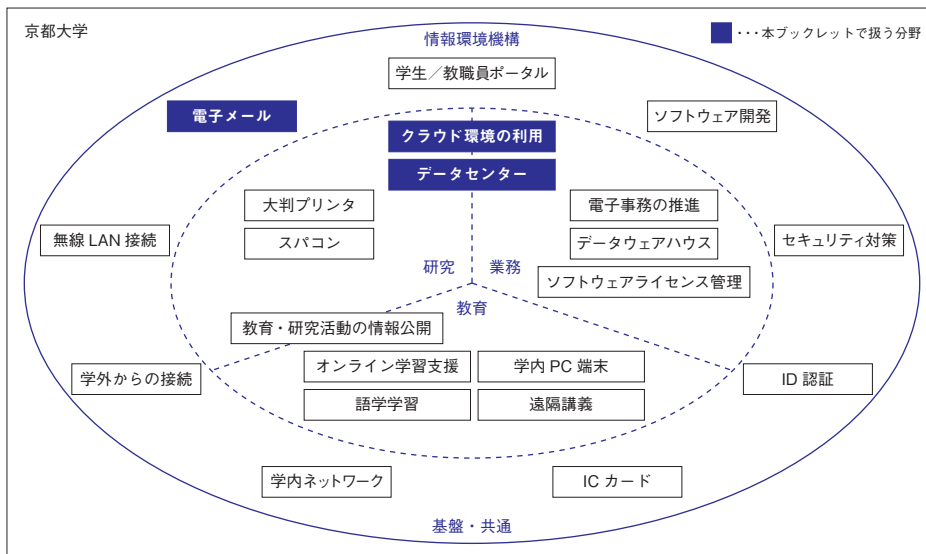 京都大学
情報環境機構
・・・本ブックレットで扱う分野
学生／教職員ポータル
電子メール
ソフトウェア開発
クラウド環境の利用
データセンター
大判プリンタ
電子事務の推進
無線 LAN 接続
スパコン
データウェアハウス
セキュリティ対策
研究
業務
ソフトウェアライセンス管理
教育
教育・研究活動の情報公開
オンライン学習支援
学内 PC 端末
学外からの接続
ID 認証
語学学習
遠隔講義
学内ネットワーク
IC カード
基盤・共通